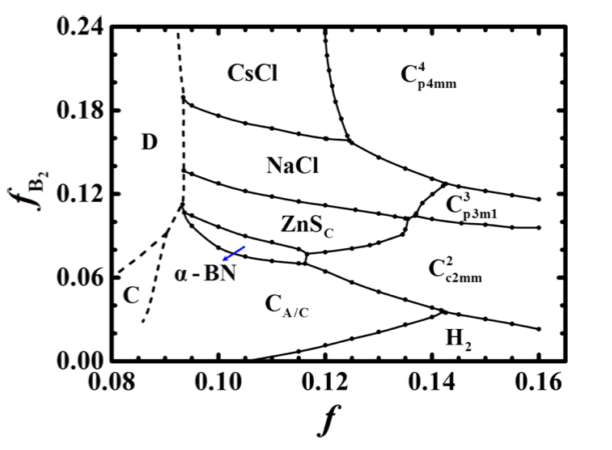 0.24
CsCl
C⁴p4mm
0.18
D
NaCl
fB₂
0.12
C³p3m1
ZnSC
C²c2mm
α-BN
0.06
C
CA/C
H₂
0.00
0.08 0.10 0.12 0.14 0.16
f